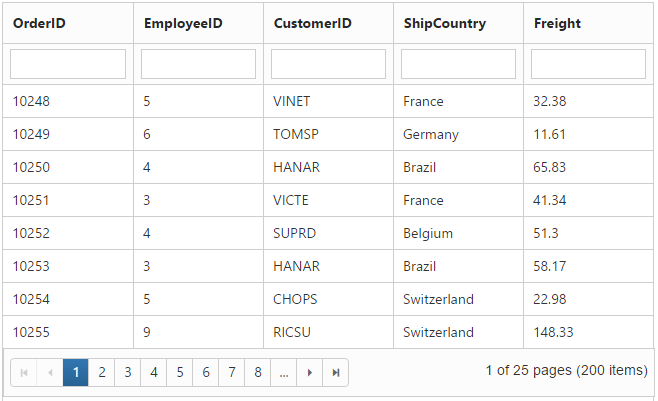 OrderID EmployeeID CustomerID ShipCountry Freight
10248 5 VINET France 32.38
10249 6 TOMSP Germany 11.61
10250 4 HANAR Brazil 65.83
10251 3 VICTE France 41.34
10252 4 SUPRD Belgium 51.3
10253 3 HANAR Brazil 58.17
10254 5 CHOPS Switzerland 22.98
10255 9 RICSU Switzerland 148.33
1 2 3 4 5 6 7 8 ... 1 of 25 pages (200 items)